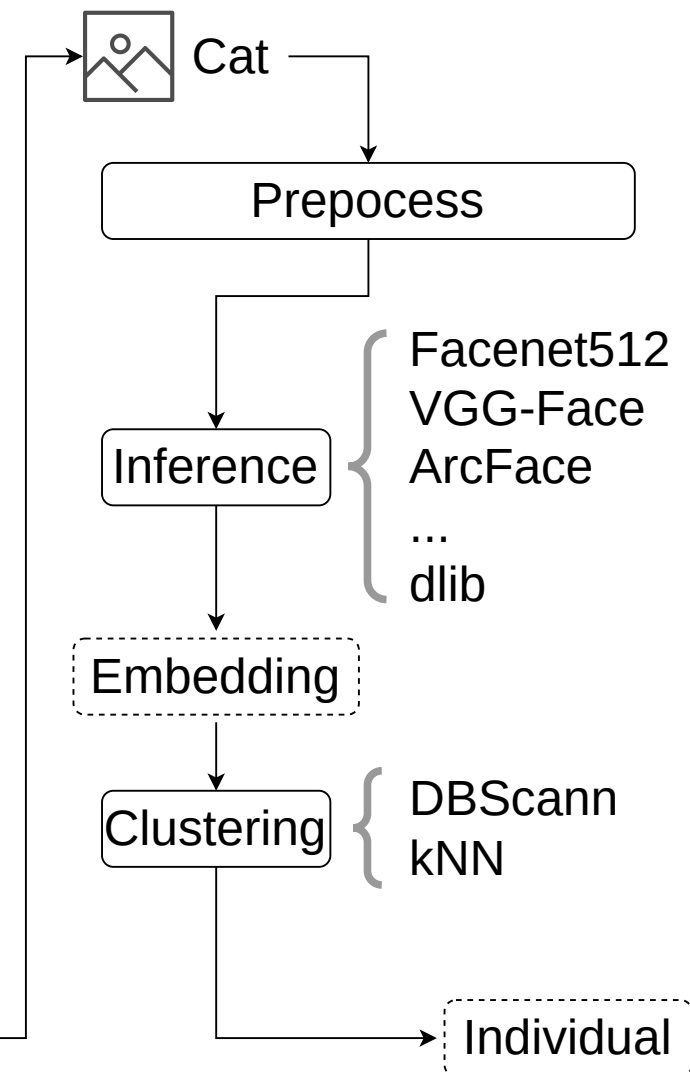 Cat
Prepocess
Facenet512
VGG-Face
ArcFace
...
dlib
Inference
Embedding
DBScann
kNN
Clustering
Individual